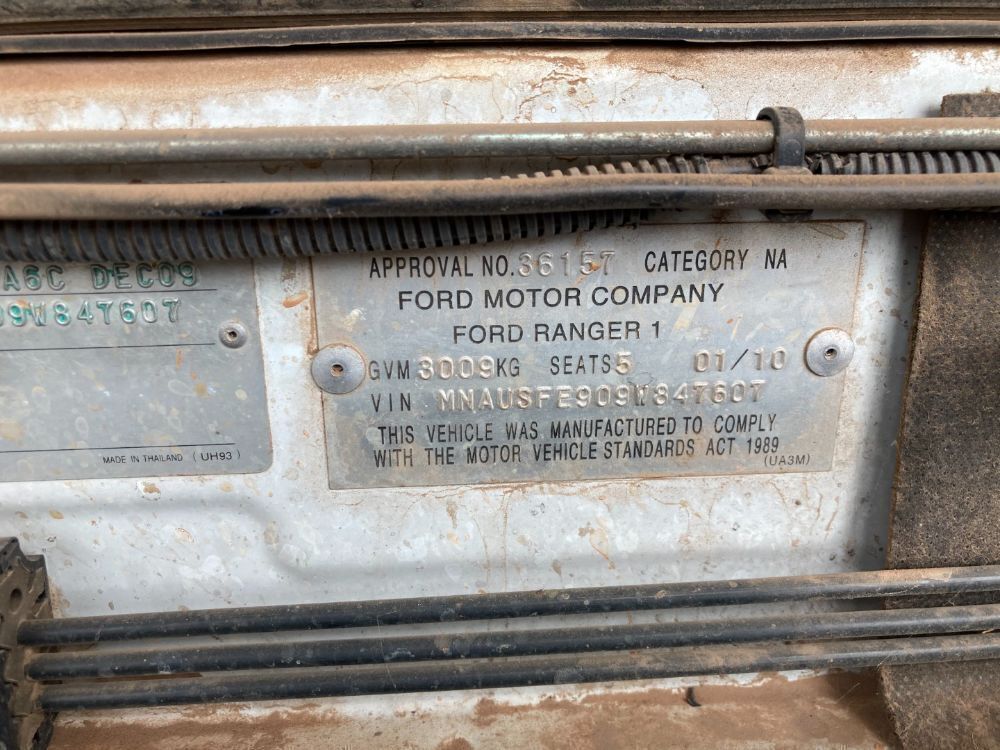 A6C DEC09
09W847607
MADE IN THAILAND (UH93)
APPROVAL NO. 36157 CATEGORY NA
FORD MOTOR COMPANY
FORD RANGER 1
GVM 3009KG SEATS 5 01/10
VIN MNAUSFE909W847607
THIS VEHICLE WAS MANUFACTURED TO COMPLY
WITH THE MOTOR VEHICLE STANDARDS ACT 1989
(UA3M)